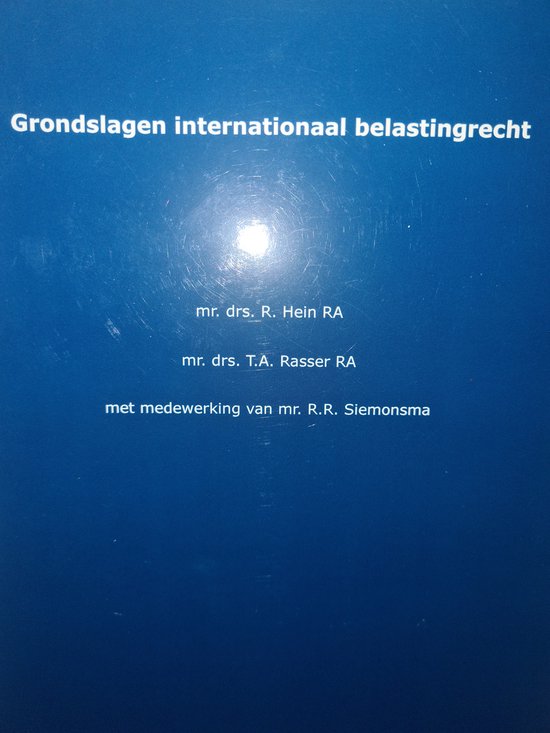 Grondslagen internationaal belastingrecht
mr. drs. R. Hein RA
mr. drs. T.A. Rasser RA
met medewerking van mr. R.R. Siemonsma